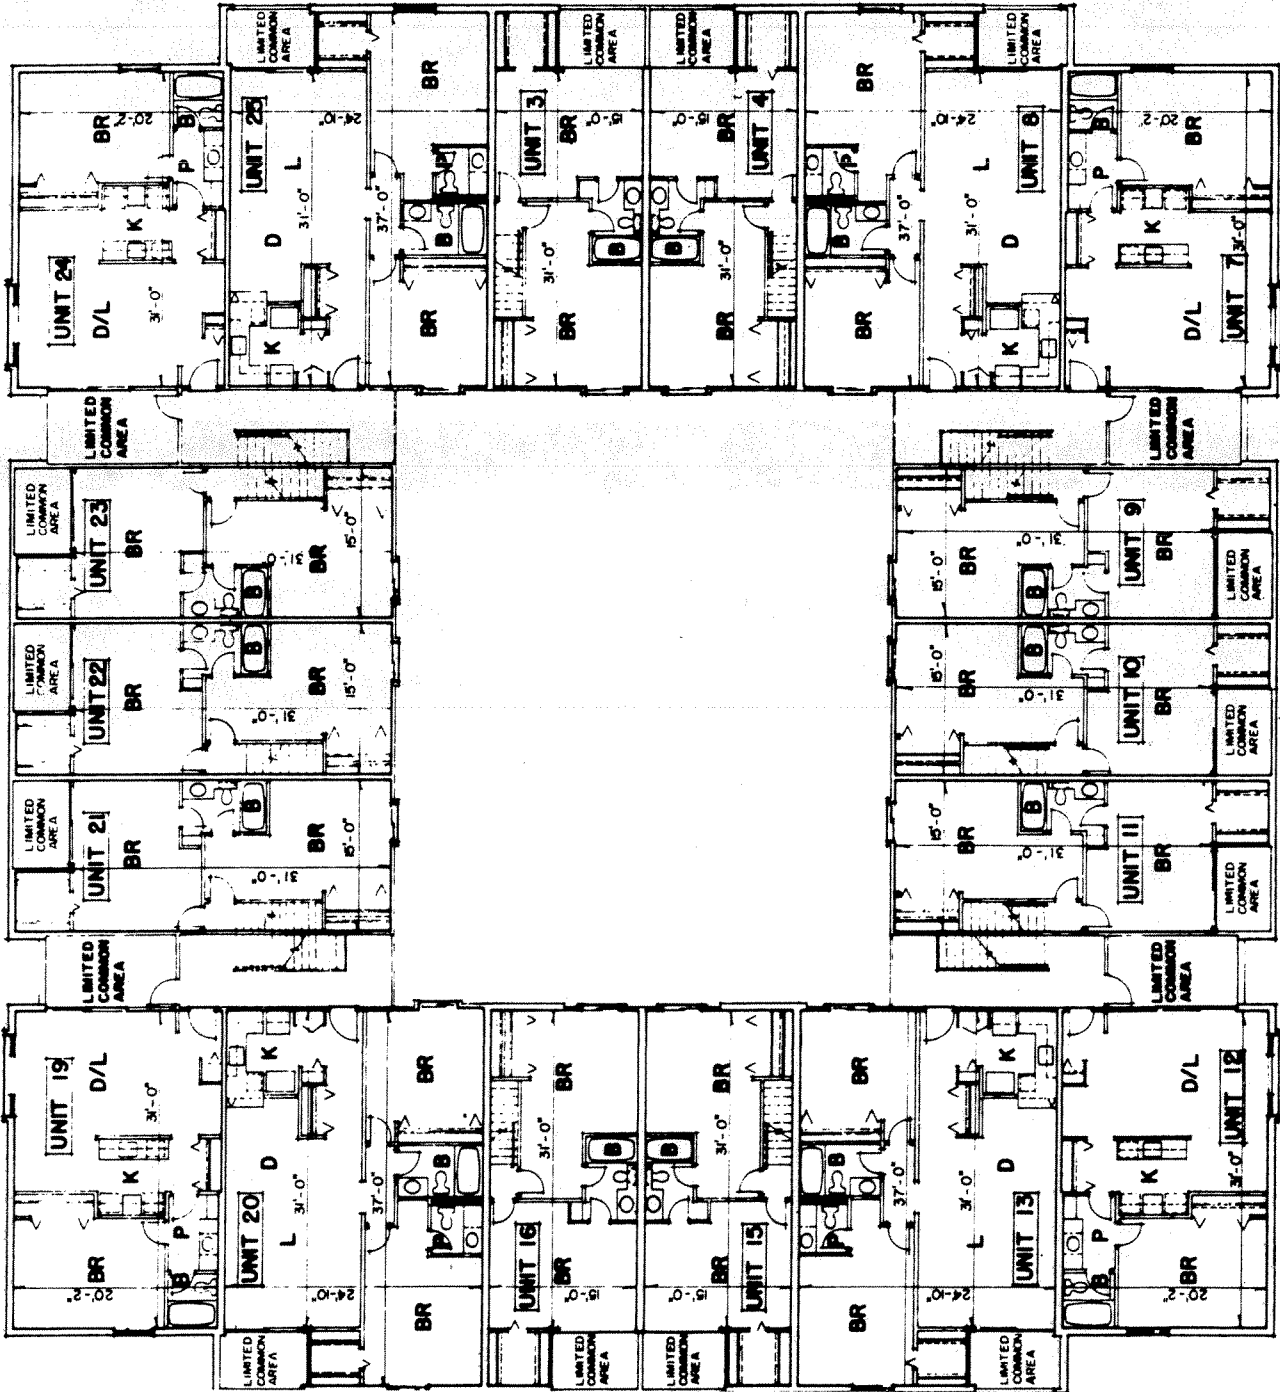 LIMITED
COMMON
AREA
LIMITED
COMMON
AREA
LIMITED
COMMON
AREA
LIMITED
COMMON
AREA
BR
20'-2"
B
P
K
UNIT 24
D/L
31'-0"
UNIT 25
24'-10"
L
31'-0"
D
K
37'-0"
BR
P
B
BR
UNIT 3
15'-0"
BR
31'-0"
B
BR
UNIT 4
15'-0"
BR
31'-0"
B
BR
BR
P
B
37'-0"
BR
UNIT 8
24'-10"
L
31'-0"
D
K
B
P
BR
20'-2"
K
UNIT 7
31'-0"
D/L
LIMITED
COMMON
AREA
LIMITED
COMMON
AREA
LIMITED
COMMON
AREA
UNIT 23
BR
31'-0
BR
15'-0"
B
LIMITED
COMMON
AREA
UNIT 22
BR
31'-0"
BR
15'-0"
B
LIMITED
COMMON
AREA
UNIT 21
BR
31'-0"
BR
15'-0"
B
BR
15'-0"
31'-0"
B
UNIT 9
BR
LIMITED
COMMON
AREA
BR
15'-0"
31'-0"
B
UNIT 10
BR
LIMITED
COMMON
AREA
BR
15'-0"
31'-0"
B
UNIT 11
BR
LIMITED
COMMON
AREA
LIMITED
COMMON
AREA
LIMITED
COMMON
AREA
UNIT 19
D/L
31'-0"
K
BR
20'-2"
P
B
UNIT 20
K
D
31'-0"
L
24'-10"
37'-0"
BR
B
P
BR
UNIT 16
BR
31'-0"
B
BR
15'-0"
UNIT 15
BR
31'-0"
B
BR
15'-0"
BR
B
P
37'-0"
BR
UNIT 13
K
D
31'-0"
L
24'-10"
UNIT 12
D/L
31'-0"
K
P
B
BR
20'-2"
LIMITED
COMMON
AREA
LIMITED
COMMON
AREA
LIMITED
COMMON
AREA
LIMITED
COMMON
AREA